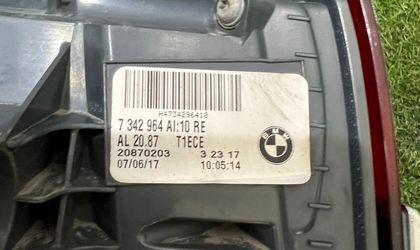 H4734296410
7 342 964 AI:10 RE
AL 20.87 T1ECE
20870203 3 23 17
07/06/17 10:05:14
BMW